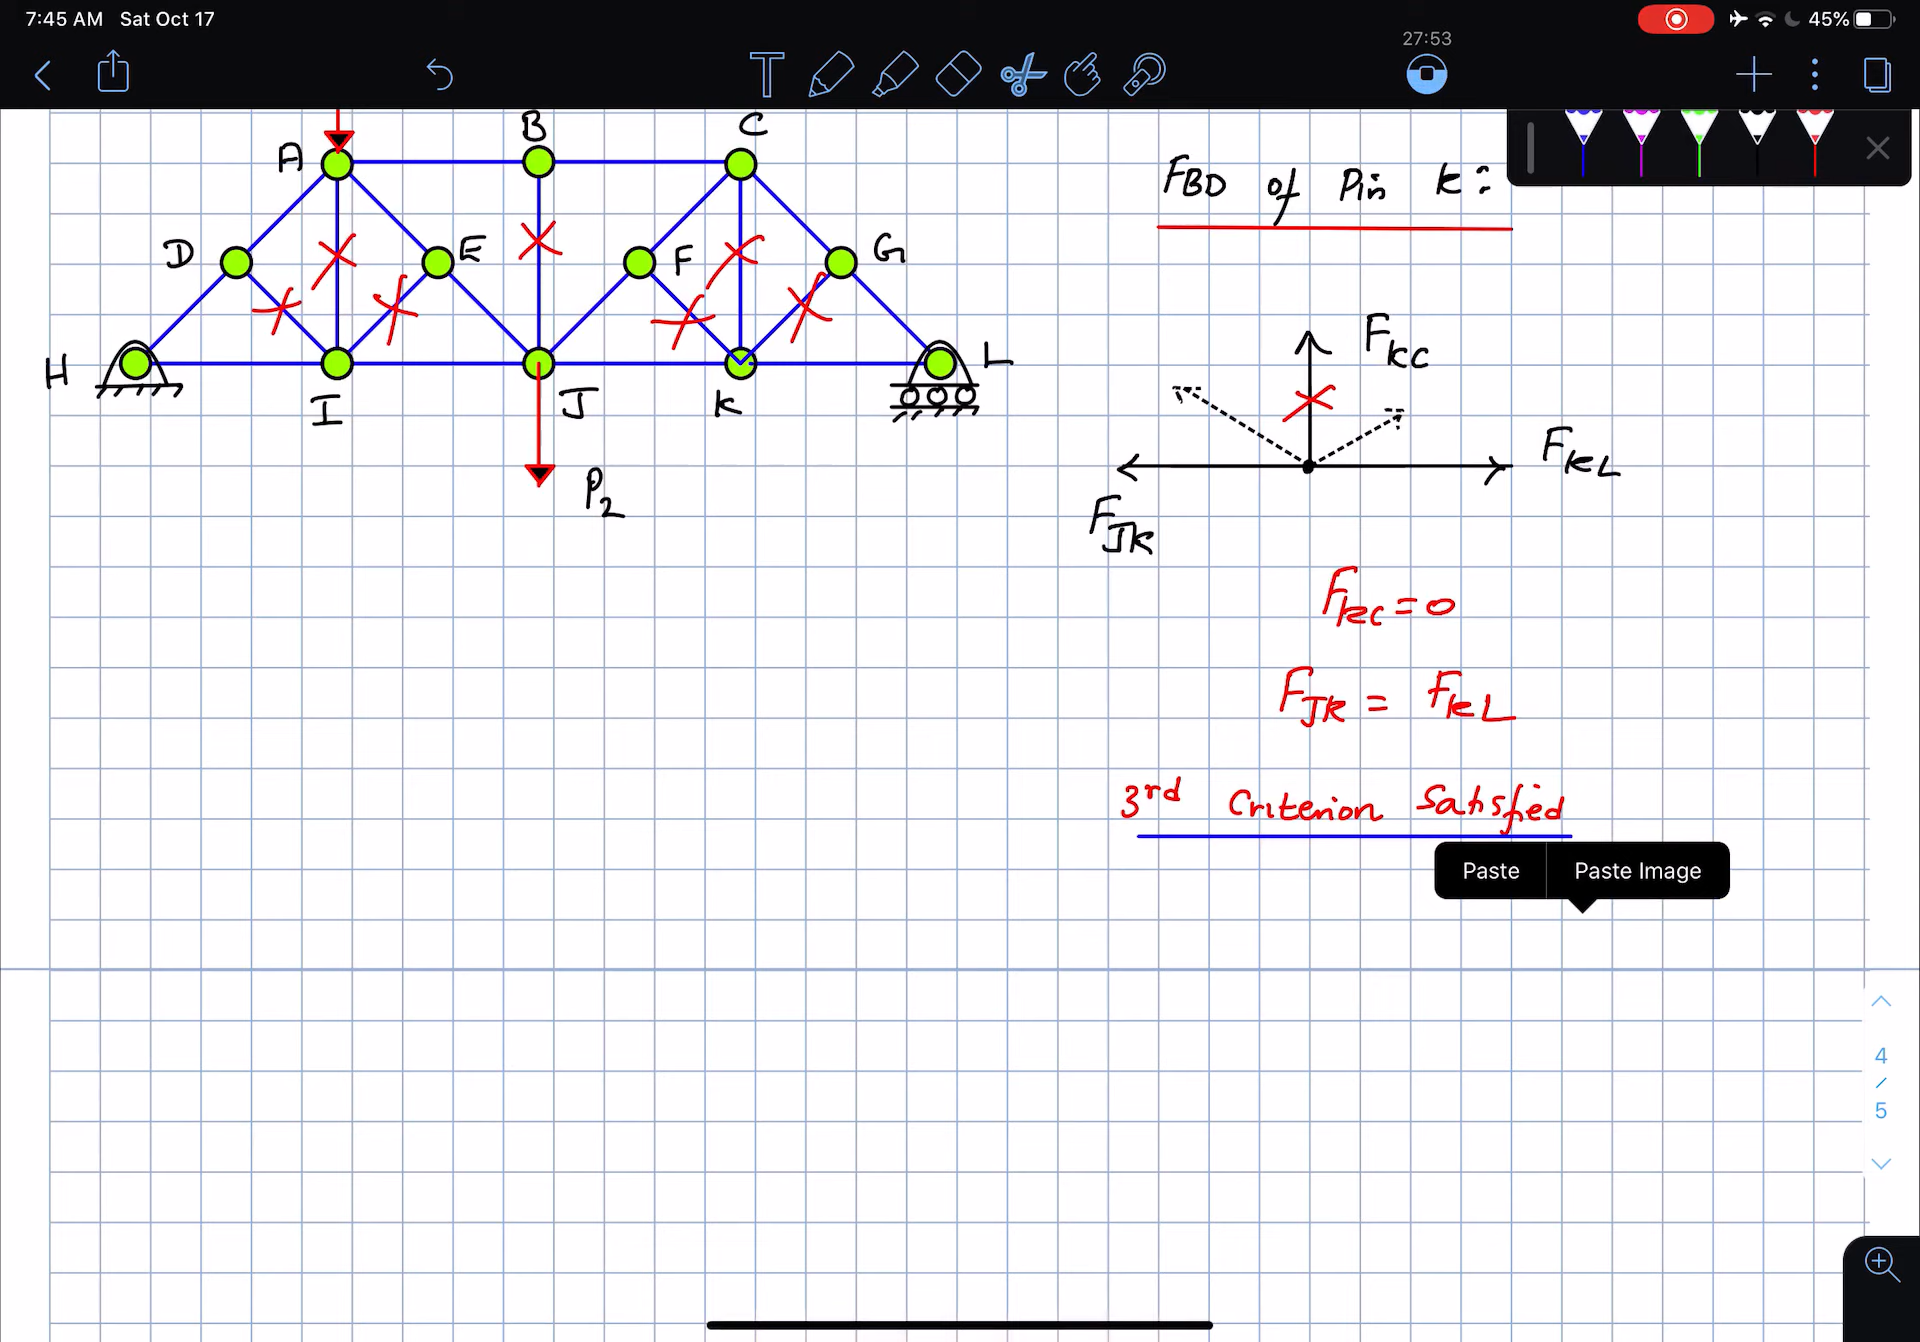 7:45 AM Sat Oct 17
45%
27:53
T
A
B
C
D
E
F
G
H
I
J
K
L
P2
FBD of Pin K:
FKC
FKL
FJK
FKC = 0
FJK = FKL
3rd Criterion Satisfied
Paste
Paste Image
4
/
5